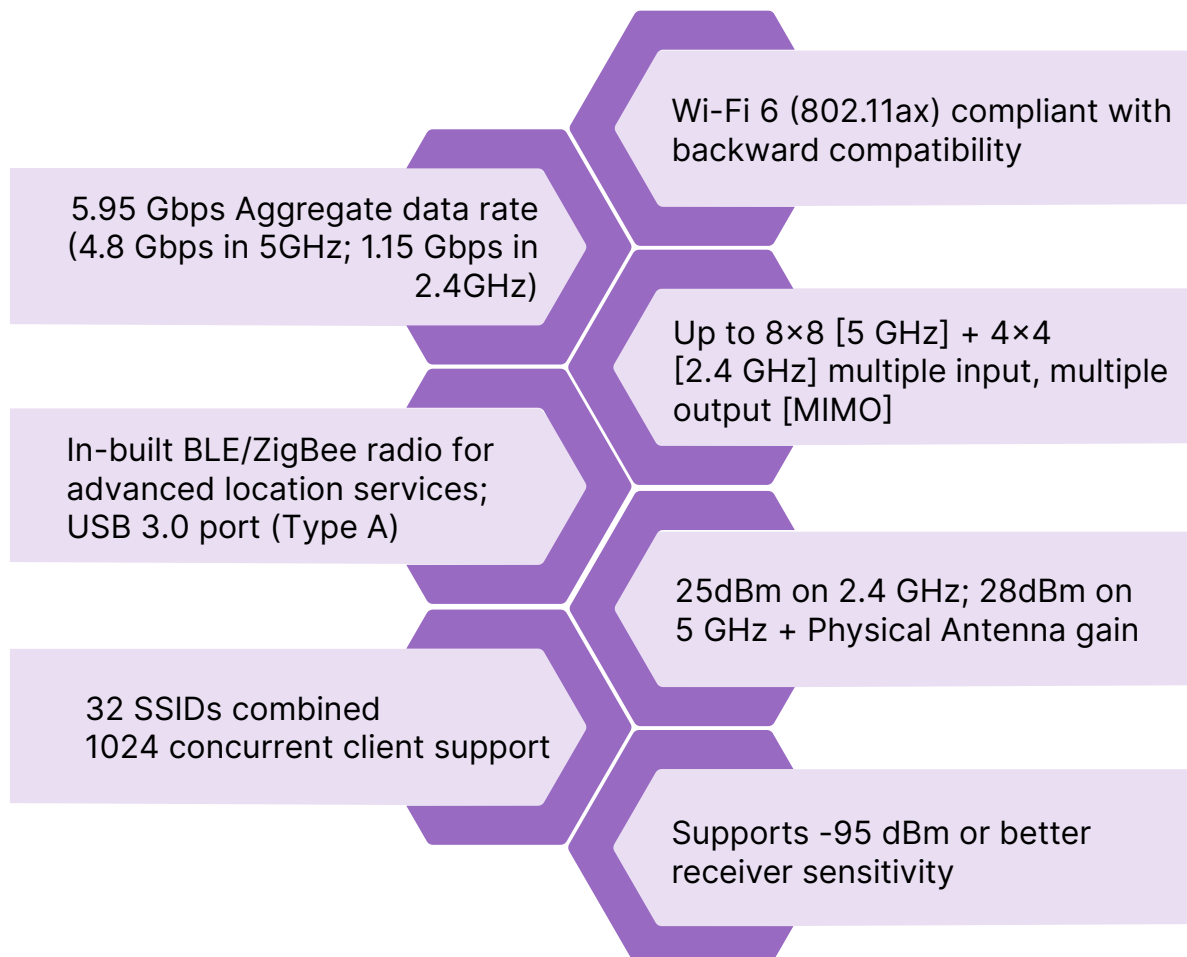 Wi-Fi 6 (802.11ax) compliant with
backward compatibility
5.95 Gbps Aggregate data rate
(4.8 Gbps in 5GHz; 1.15 Gbps in
2.4GHz)
Up to 8×8 [5 GHz] + 4×4
[2.4 GHz] multiple input, multiple
output [MIMO]
In-built BLE/ZigBee radio for
advanced location services;
USB 3.0 port (Type A)
25dBm on 2.4 GHz; 28dBm on
5 GHz + Physical Antenna gain
32 SSIDs combined
1024 concurrent client support
Supports -95 dBm or better
receiver sensitivity